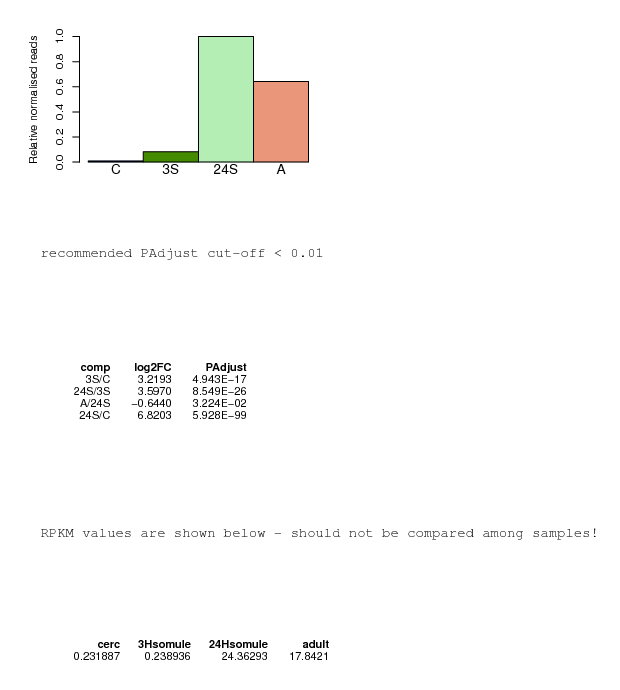 Relative normalised reads
1.0
0.8
0.6
0.4
0.2
0.0
C 3S 24S A
recommended PAdjust cut-off < 0.01
comp log2FC PAdjust
3S/C 3.2193 4.943E−17
24S/3S 3.5970 8.549E−26
A/24S −0.6440 3.224E−02
24S/C 6.8203 5.928E−99
RPKM values are shown below - should not be compared among samples!
cerc 3Hsomule 24Hsomule adult
0.231887 0.238936 24.36293 17.8421